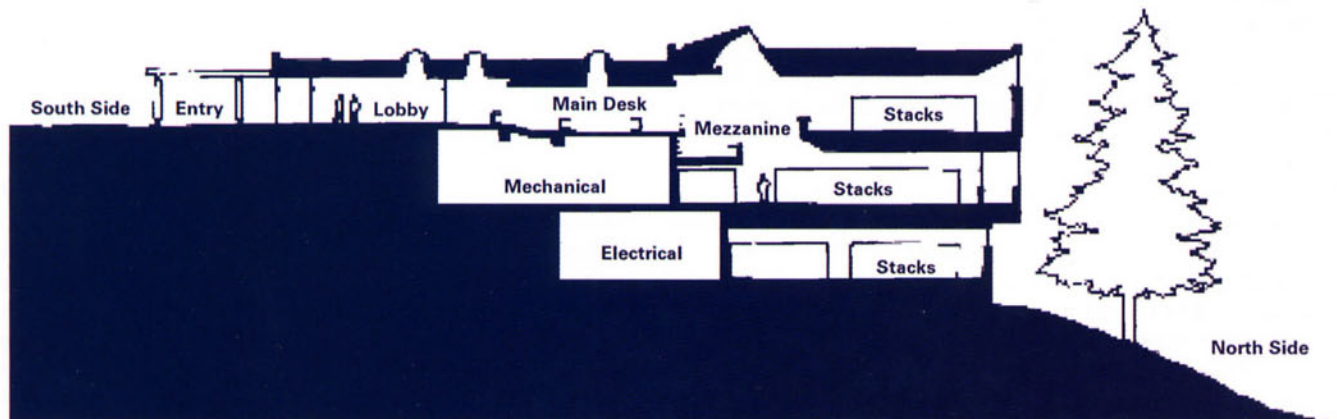 South Side
Entry
Lobby
Main Desk
Mezzanine
Stacks
Mechanical
Stacks
Electrical
Stacks
North Side